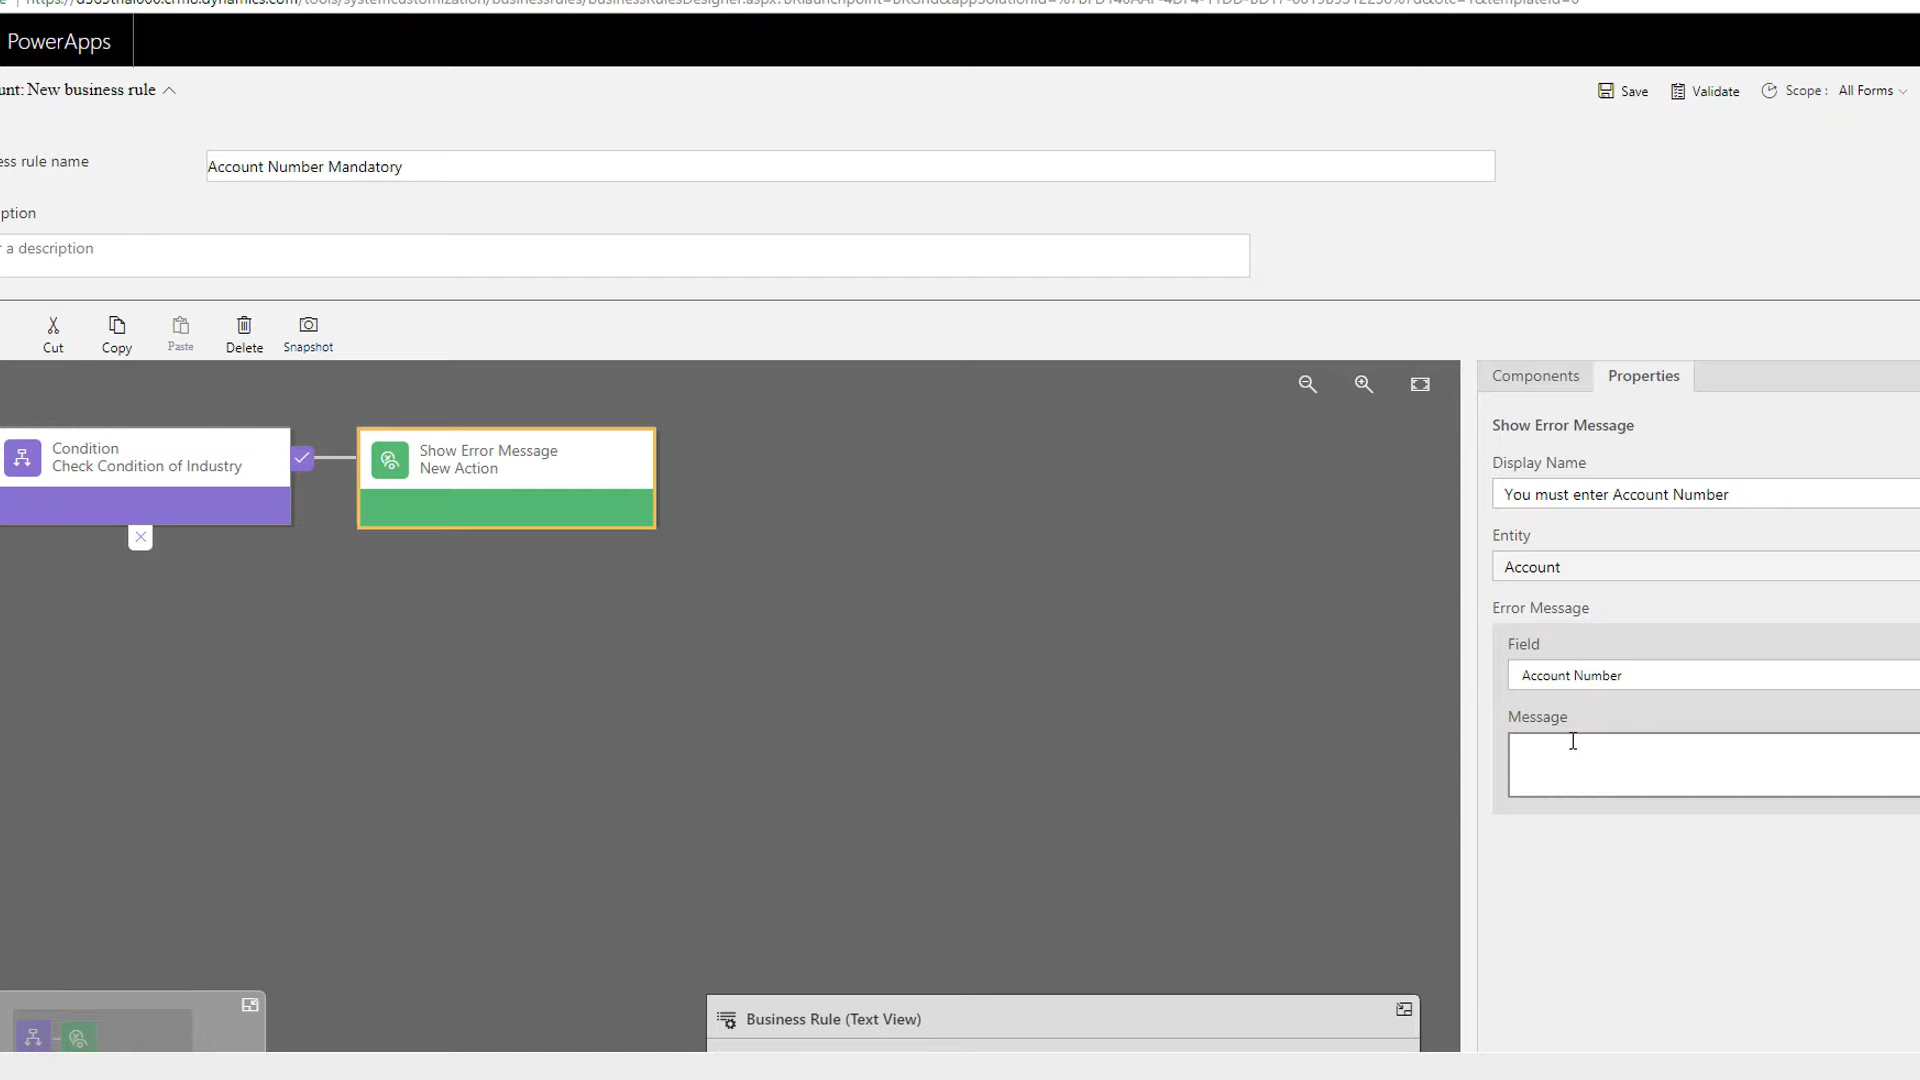 PowerApps
unt: New business rule
Save
Validate
Scope :
All Forms
ess rule name
Account Number Mandatory
ption
r a description
Cut
Copy
Paste
Delete
Snapshot
Components
Properties
Condition
Check Condition of Industry
Show Error Message
New Action
Show Error Message
Display Name
You must enter Account Number
Entity
Account
Error Message
Field
Account Number
Message
Business Rule (Text View)